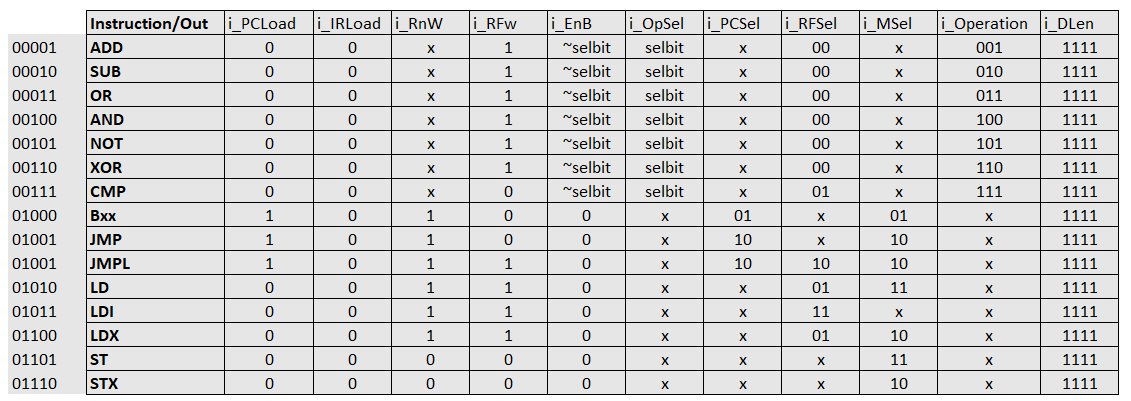 Instruction/Out i_PCLoad i_IRLoad i_RnW i_RFw i_EnB i_OpSel i_PCSel i_RFSel i_MSel i_Operation i_DLen
00001 ADD 0 0 x 1 ~selbit selbit x 00 x 001 1111
00010 SUB 0 0 x 1 ~selbit selbit x 00 x 010 1111
00011 OR 0 0 x 1 ~selbit selbit x 00 x 011 1111
00100 AND 0 0 x 1 ~selbit selbit x 00 x 100 1111
00101 NOT 0 0 x 1 ~selbit selbit x 00 x 101 1111
00110 XOR 0 0 x 1 ~selbit selbit x 00 x 110 1111
00111 CMP 0 0 x 0 ~selbit selbit x 01 x 111 1111
01000 Bxx 1 0 1 0 0 x 01 x 01 x 1111
01001 JMP 1 0 1 0 0 x 10 x 10 x 1111
01001 JMPL 1 0 1 1 0 x 10 10 10 x 1111
01010 LD 0 0 1 1 0 x x 01 11 x 1111
01011 LDI 0 0 1 1 0 x x 11 x x 1111
01100 LDX 0 0 1 1 0 x x 01 10 x 1111
01101 ST 0 0 0 0 0 x x x 11 x 1111
01110 STX 0 0 0 0 0 x x x 10 x 1111